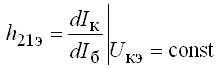 h21э = dIк / dIб | Uкэ = const